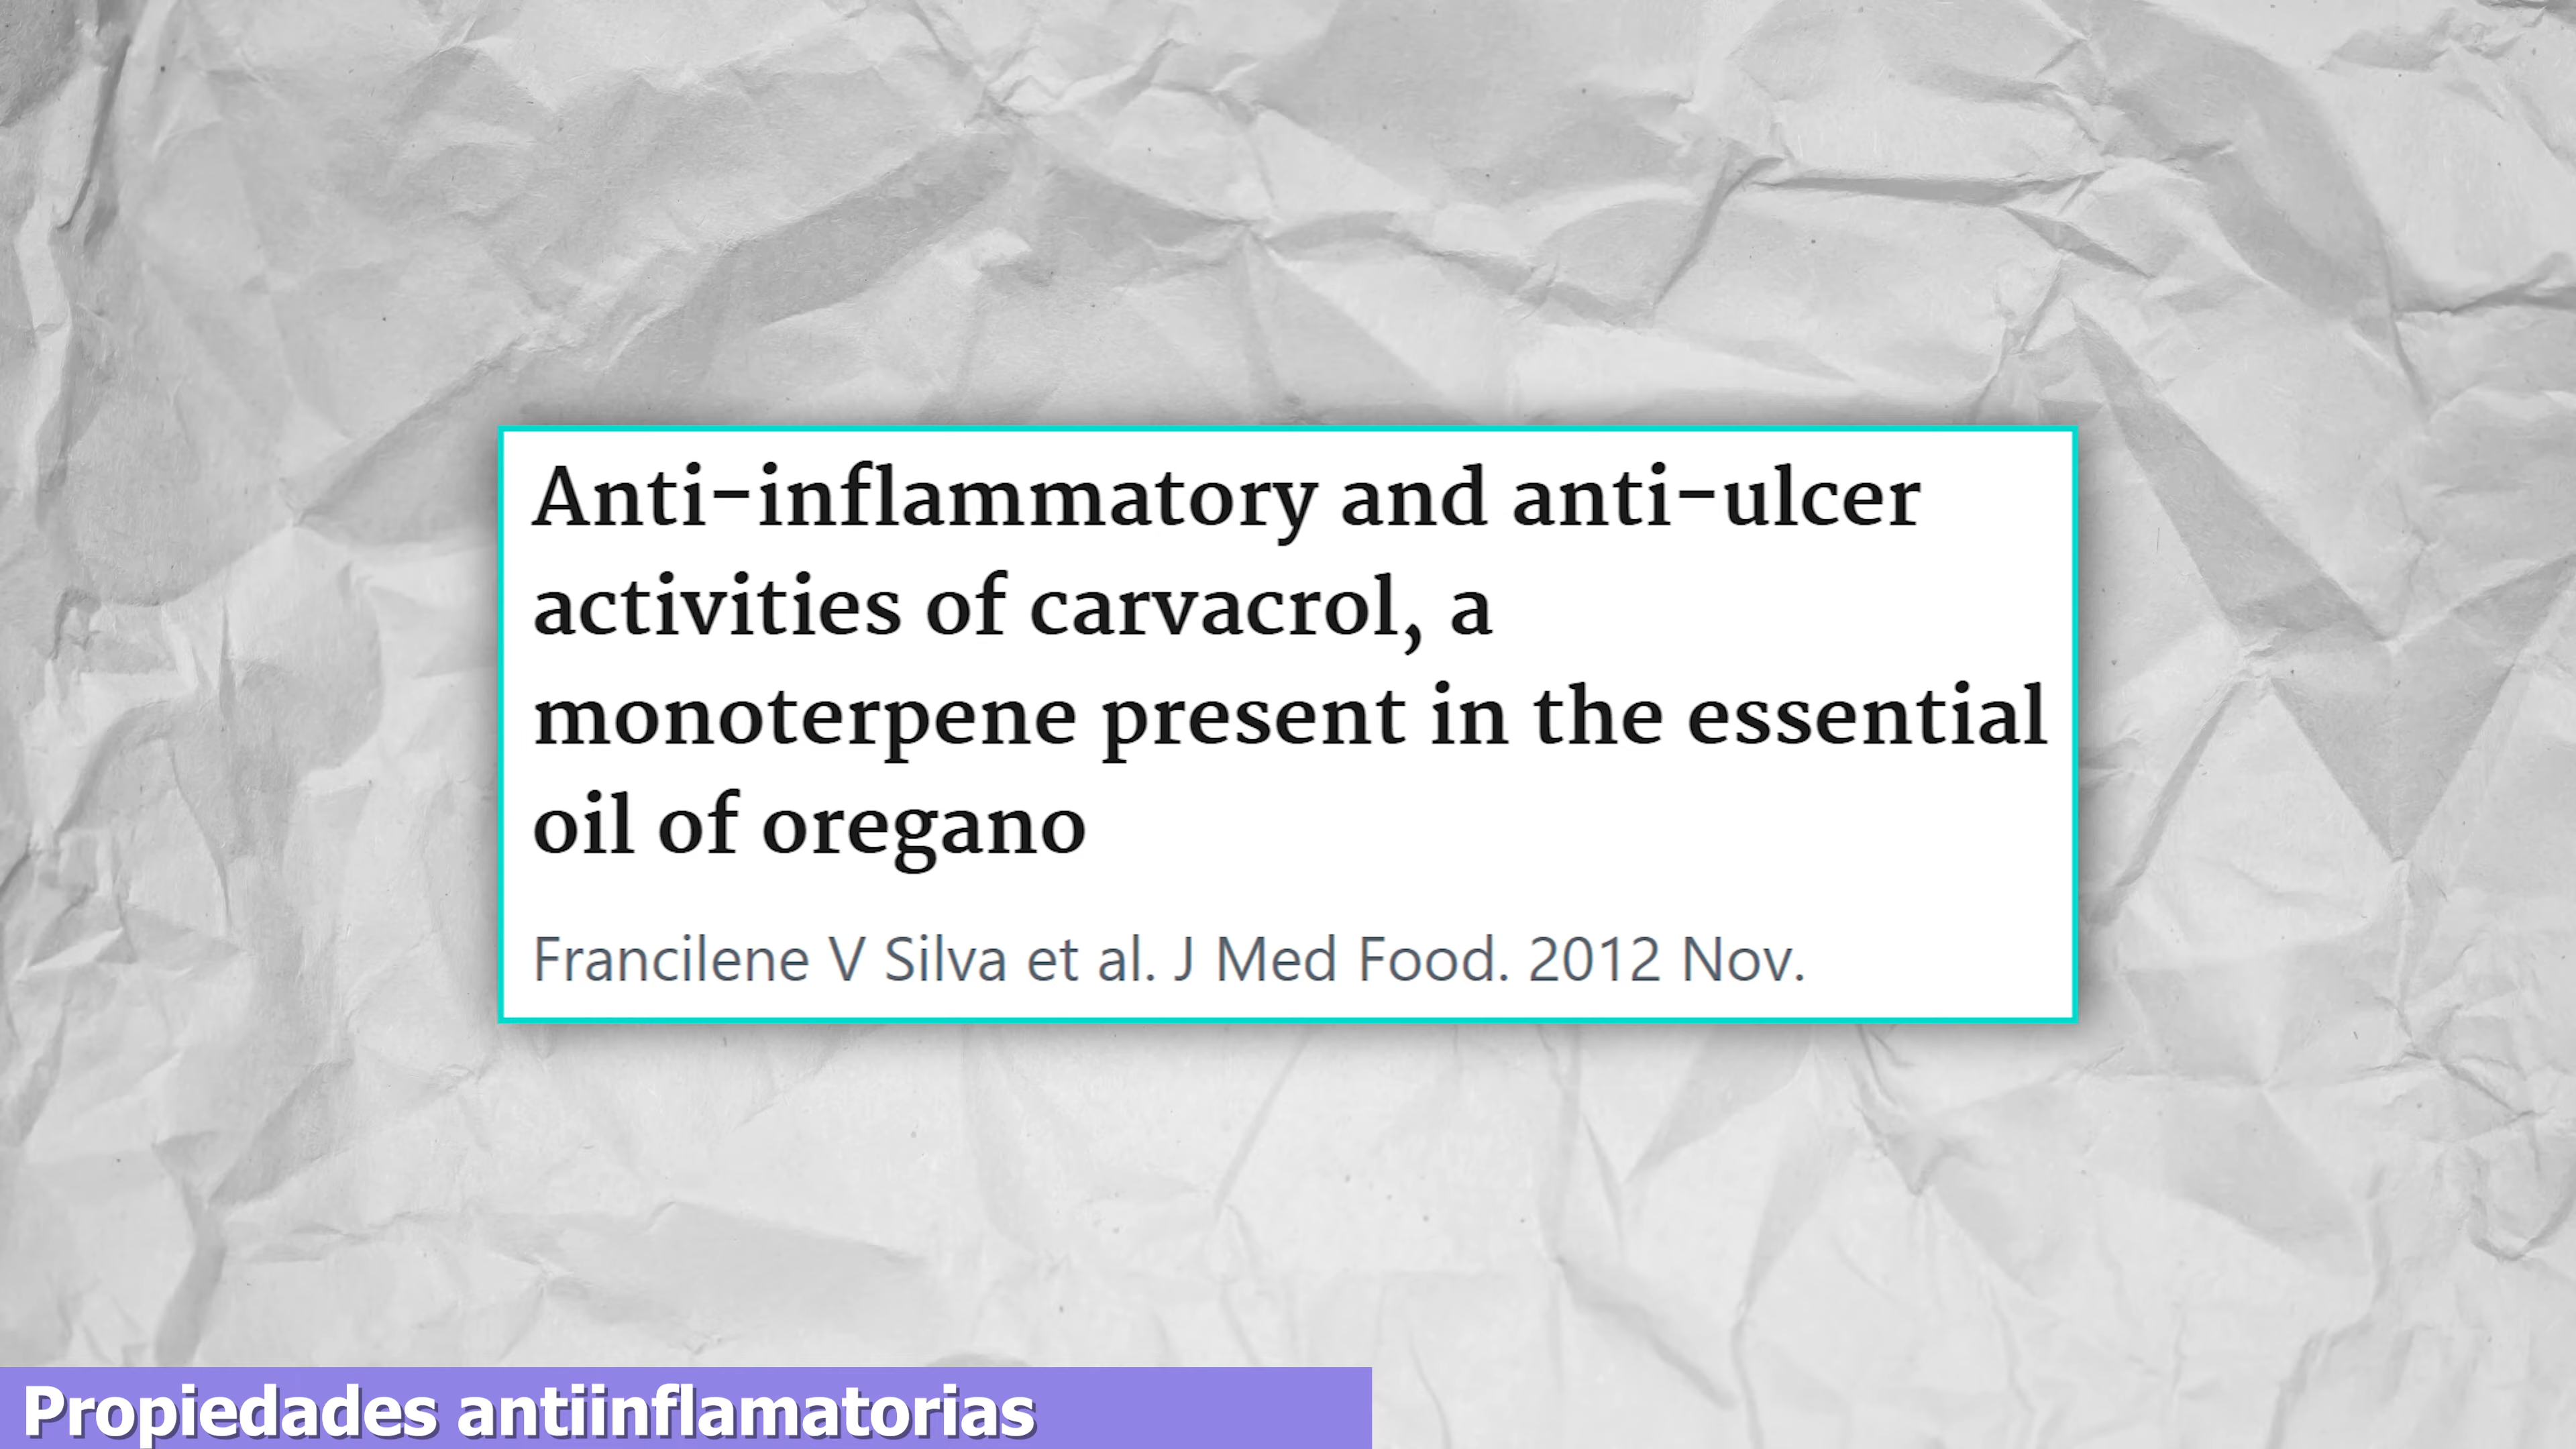 Anti-inflammatory and anti-ulcer
activities of carvacrol, a
monoterpene present in the essential
oil of oregano
Francilene V Silva et al. J Med Food. 2012 Nov.
Propiedades antiinflamatorias